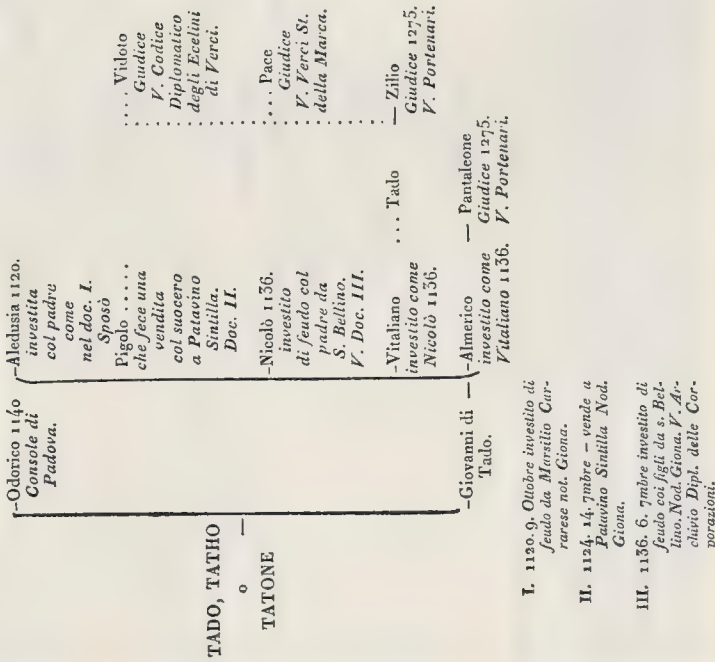 TADO, TATHO
o
TATONE
—
-Odorico 1140
Console di
Padova.
-Giovanni di —
Tado.
-Aledusia 1120.
investita
col padre
come
nel doc. I.
Sposò
Pigolo .....
che fece una
vendita
col suocero
a Patavino
Sintilla.
Doc. II.
-Nicolò 1136.
investito
di feudo col
padre da
S. Bellino.
V. Doc. III.
-Vitaliano
investito come
Nicolò 1136.
-Almerico
investito come
Vitaliano 1136.
.... Vidoto
Giudice
V. Codice
Diplomatico
degli Ecelini
di Verci.
.... Pace
Giudice
V. Verci St.
della Marca.
... Tado
— Zilio
Giudice 1275.
V. Portenari.
— Pantaleone
Giudice 1275.
V. Portenari.
I. 1120. 9. Ottobre investito di
feudo da Marsilio Car-
rarese not. Giona.
II. 1124. 14. 7mbre — vende a
Patavino Sintilla Nod.
Giona.
III. 1136. 6. 7mbre investito di
feudo coi figli da s. Bel-
lino. Nod. Giona. V. Ar-
chivio Dipl. delle Cor-
porazioni.